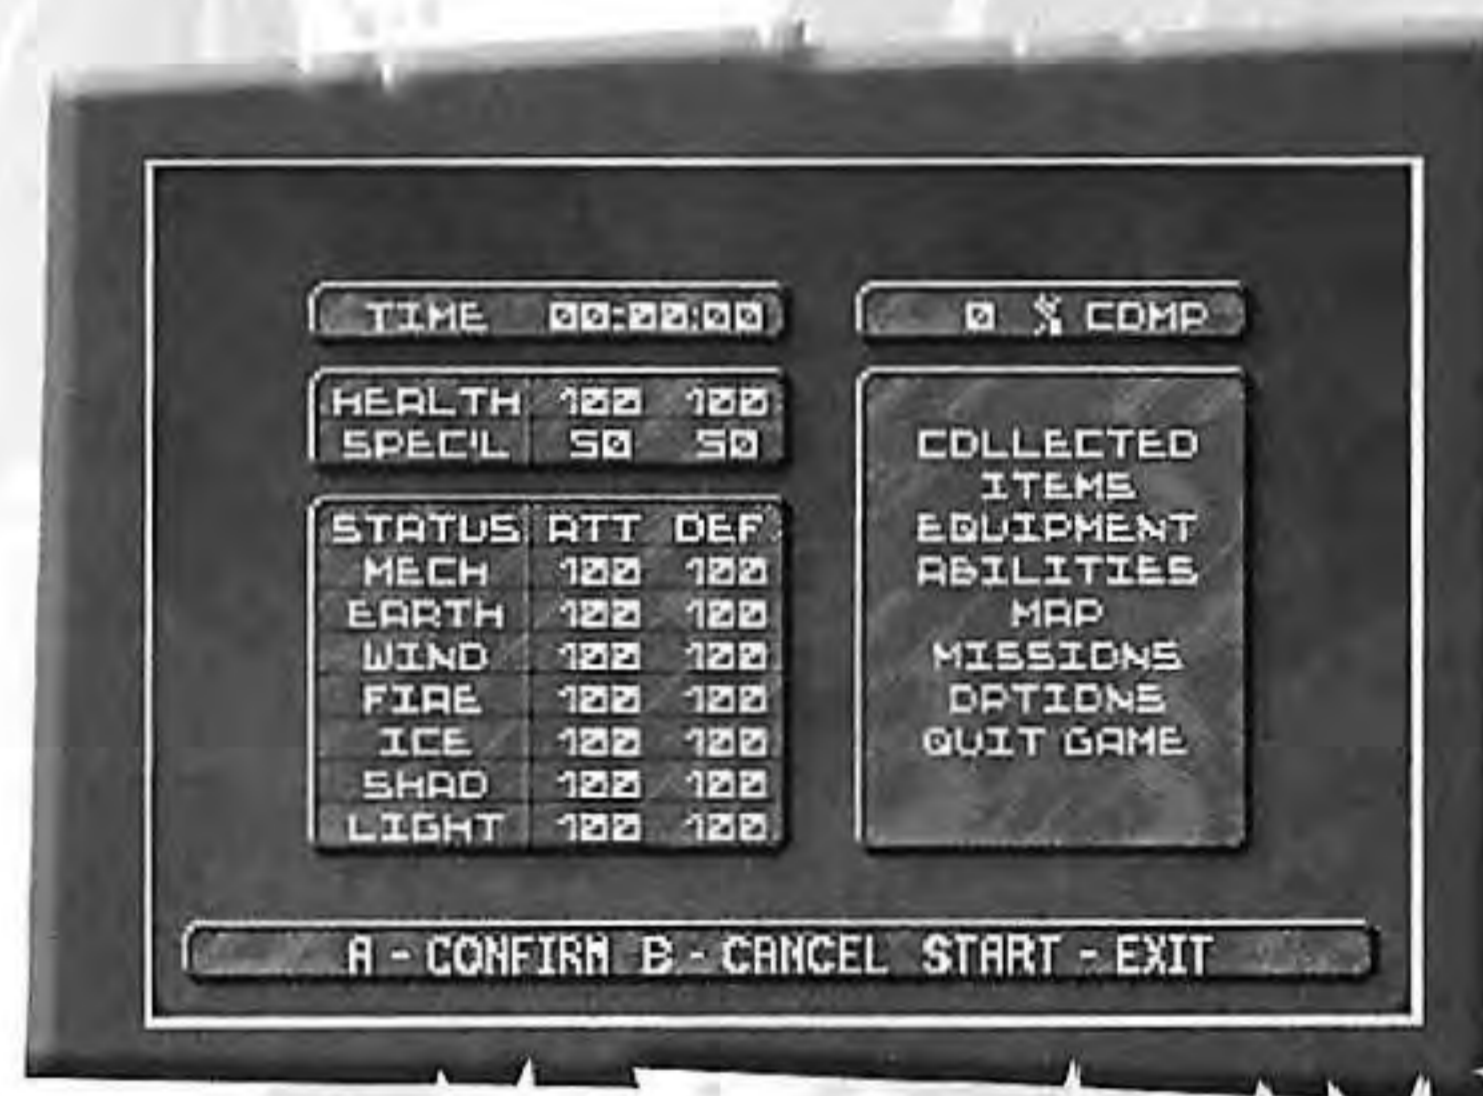 TIME 00:00:00
0 % COMP
HEALTH 100 100
SPEC'L 50 50
STATUS ATT DEF
MECH 100 100
EARTH 100 100
WIND 100 100
FIRE 100 100
ICE 100 100
SHAD 100 100
LIGHT 100 100
COLLECTED
ITEMS
EQUIPMENT
ABILITIES
MAP
MISSIONS
OPTIONS
QUIT GAME
A - CONFIRM B - CANCEL START - EXIT